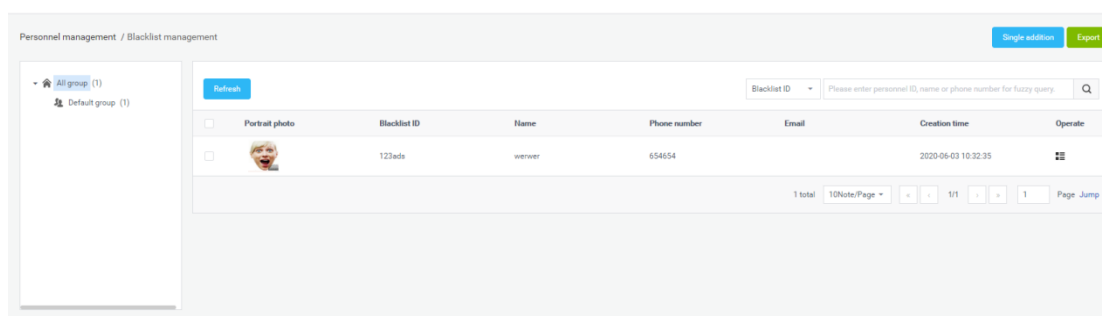 Personnel management / Blacklist management
Single addition
Export
All group (1)
Default group (1)
Refresh
Blacklist ID
Please enter personnel ID, name or phone number for fuzzy query.
Portrait photo Blacklist ID Name Phone number Email Creation time Operate
123ads werwer 654654 2020-06-03 10:32:35
1 total 10Note/Page « ‹ 1/1 › » 1 Page Jump